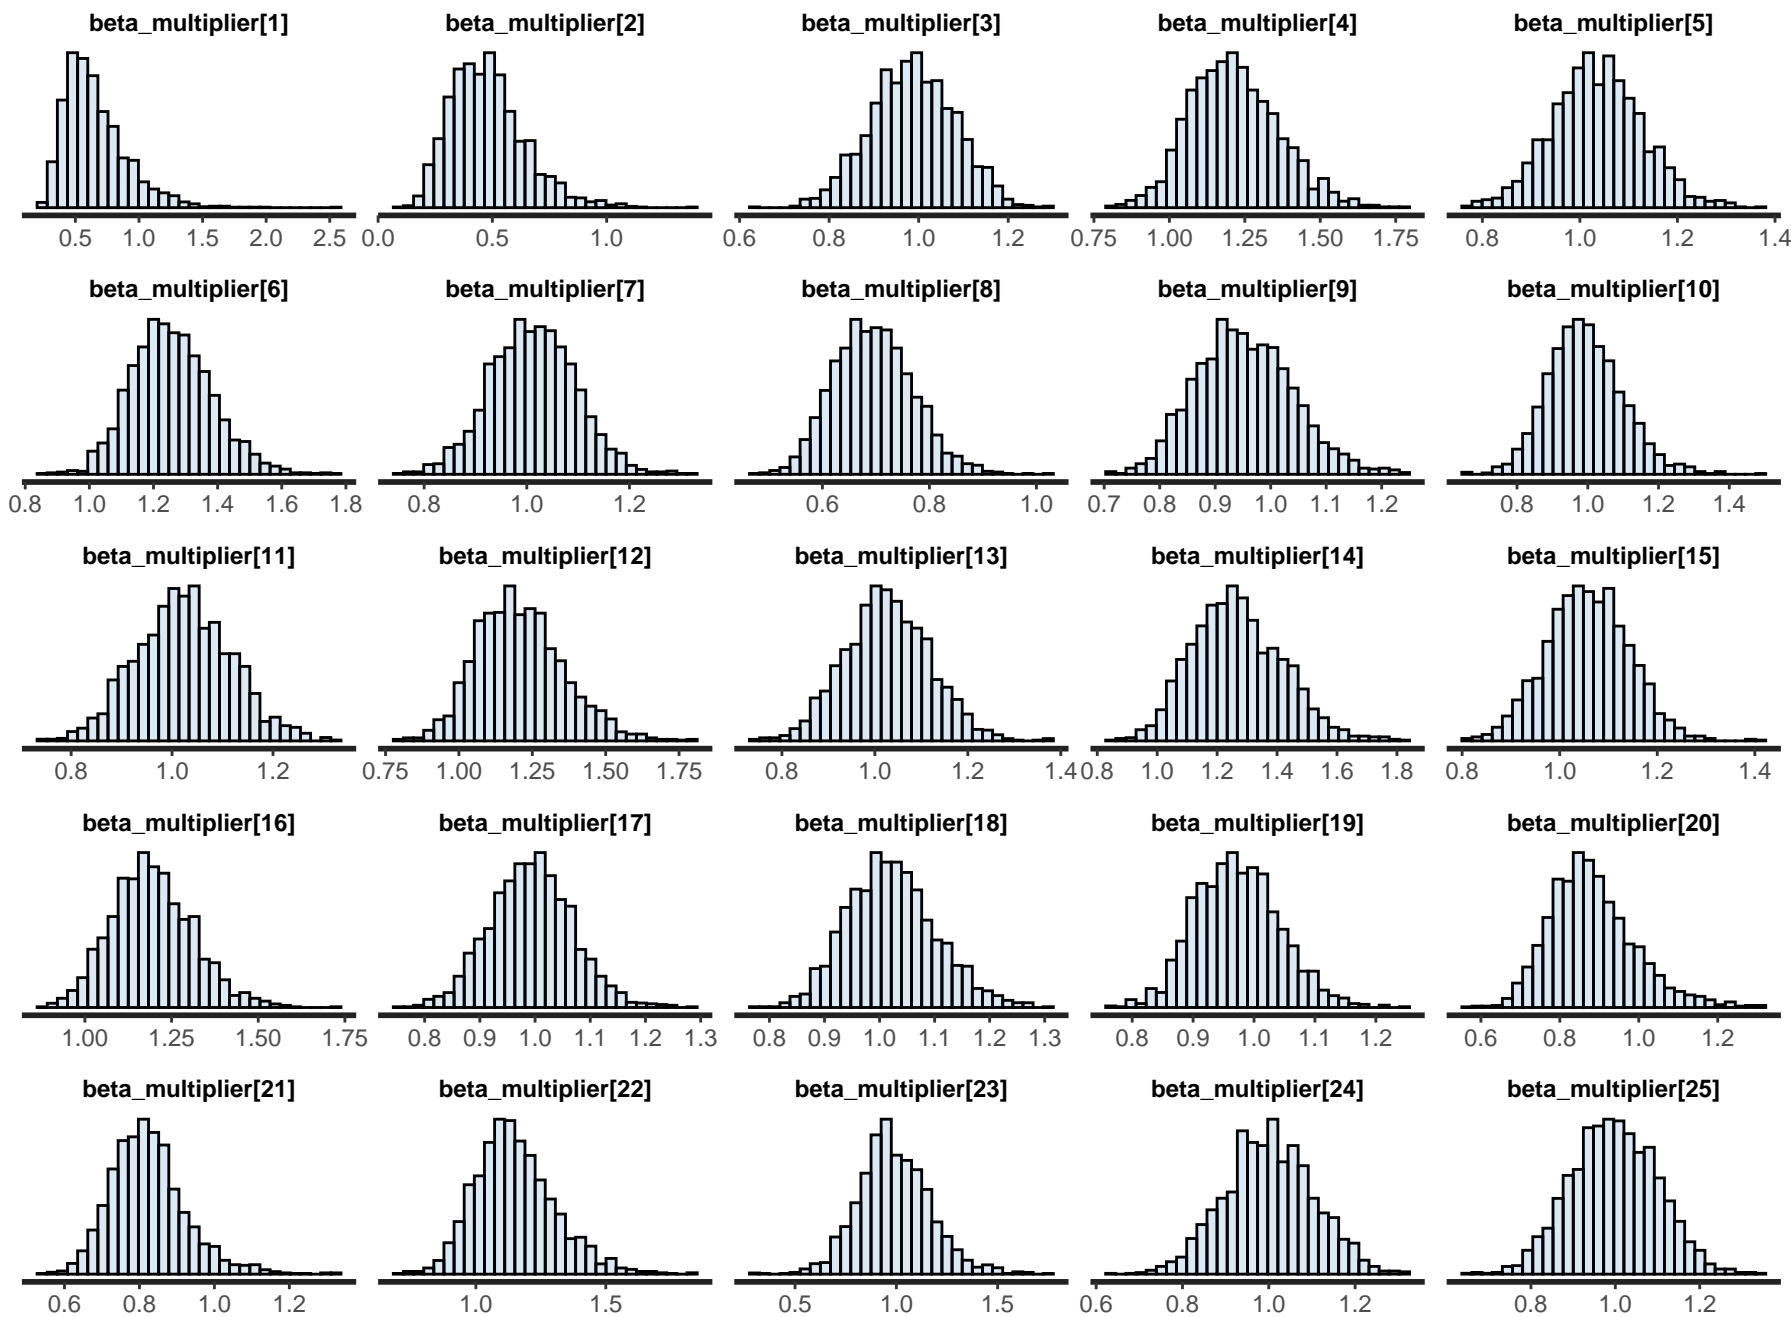 beta_multiplier[1] beta_multiplier[2] beta_multiplier[3] beta_multiplier[4] beta_multiplier[5]
0.5 1.0 1.5 2.0 2.5 0.0 0.5 1.0 0.6 0.8 1.0 1.2 0.75 1.00 1.25 1.50 1.75 0.8 1.0 1.2 1.4
beta_multiplier[6] beta_multiplier[7] beta_multiplier[8] beta_multiplier[9] beta_multiplier[10]
0.8 1.0 1.2 1.4 1.6 1.8 0.8 1.0 1.2 0.6 0.8 1.0 0.7 0.8 0.9 1.0 1.1 1.2 0.8 1.0 1.2 1.4
beta_multiplier[11] beta_multiplier[12] beta_multiplier[13] beta_multiplier[14] beta_multiplier[15]
0.8 1.0 1.2 0.75 1.00 1.25 1.50 1.75 0.8 1.0 1.2 1.4 0.8 1.0 1.2 1.4 1.6 1.8 0.8 1.0 1.2 1.4
beta_multiplier[16] beta_multiplier[17] beta_multiplier[18] beta_multiplier[19] beta_multiplier[20]
1.00 1.25 1.50 1.75 0.8 0.9 1.0 1.1 1.2 1.3 0.8 0.9 1.0 1.1 1.2 1.3 0.8 0.9 1.0 1.1 1.2 0.6 0.8 1.0 1.2
beta_multiplier[21] beta_multiplier[22] beta_multiplier[23] beta_multiplier[24] beta_multiplier[25]
0.6 0.8 1.0 1.2 1.0 1.5 0.5 1.0 1.5 0.6 0.8 1.0 1.2 0.8 1.0 1.2